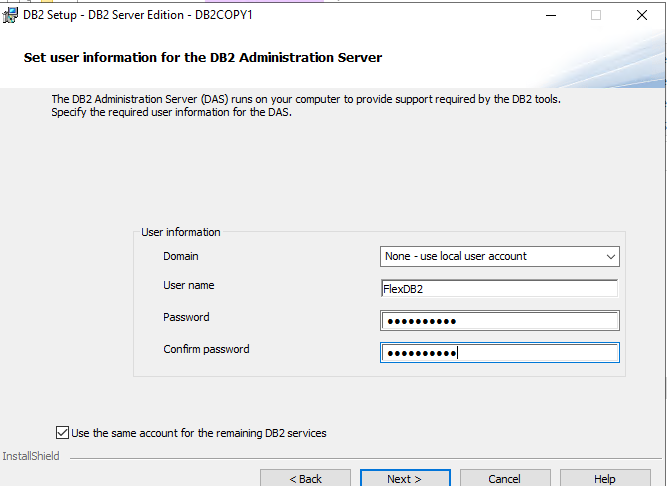 DB2 Setup - DB2 Server Edition - DB2COPY1
Set user information for the DB2 Administration Server
The DB2 Administration Server (DAS) runs on your computer to provide support required by the DB2 tools.
Specify the required user information for the DAS.
User information
Domain
None - use local user account
User name
FlexDB2
Password
●●●●●●●●●●
Confirm password
●●●●●●●●●●
Use the same account for the remaining DB2 services
InstallShield
< Back
Next >
Cancel
Help